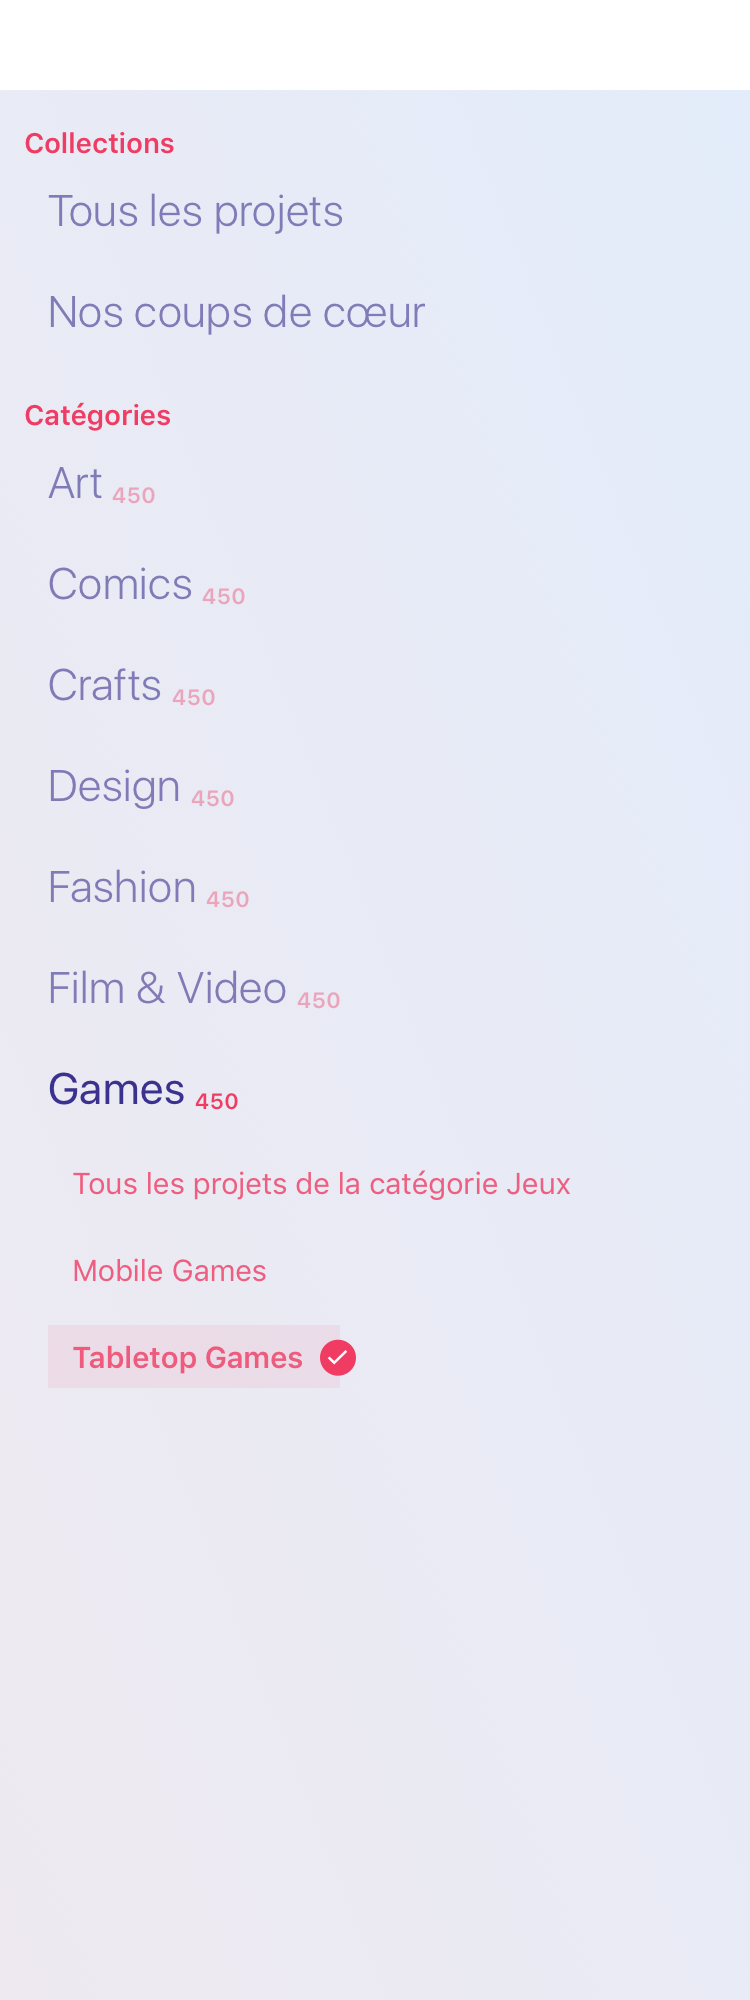 Collections
Tous les projets
Nos coups de cœur
Catégories
Art 450
Comics 450
Crafts 450
Design 450
Fashion 450
Film & Video 450
Games 450
Tous les projets de la catégorie Jeux
Mobile Games
Tabletop Games